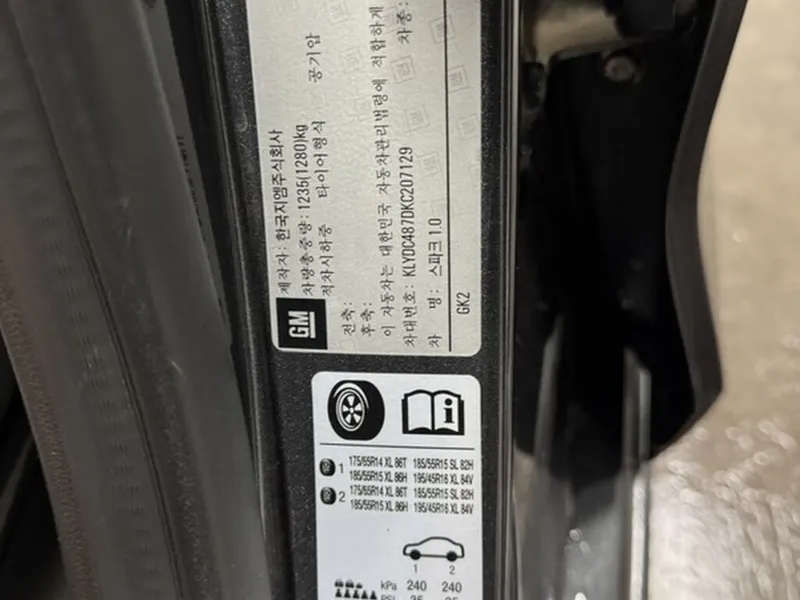 GM
제작자: 한국지엠주식회사
차량총중량: 1235(1280)kg
적차시하중 타이어형식 공기압
전축:
후축:
이 자동차는 대한민국 자동차관리법령에 적합하게
차대번호: KLYDC487DKC207129 차종:
차 명: 스파크 1.0
GK2
1 175/65R14 XL 86T 185/55R15 SL 82H
185/55R15 XL 86H 195/45R16 XL 84V
2 175/65R14 XL 86T 185/55R15 SL 82H
185/55R15 XL 86H 195/45R16 XL 84V
1 2
kPa 240 240